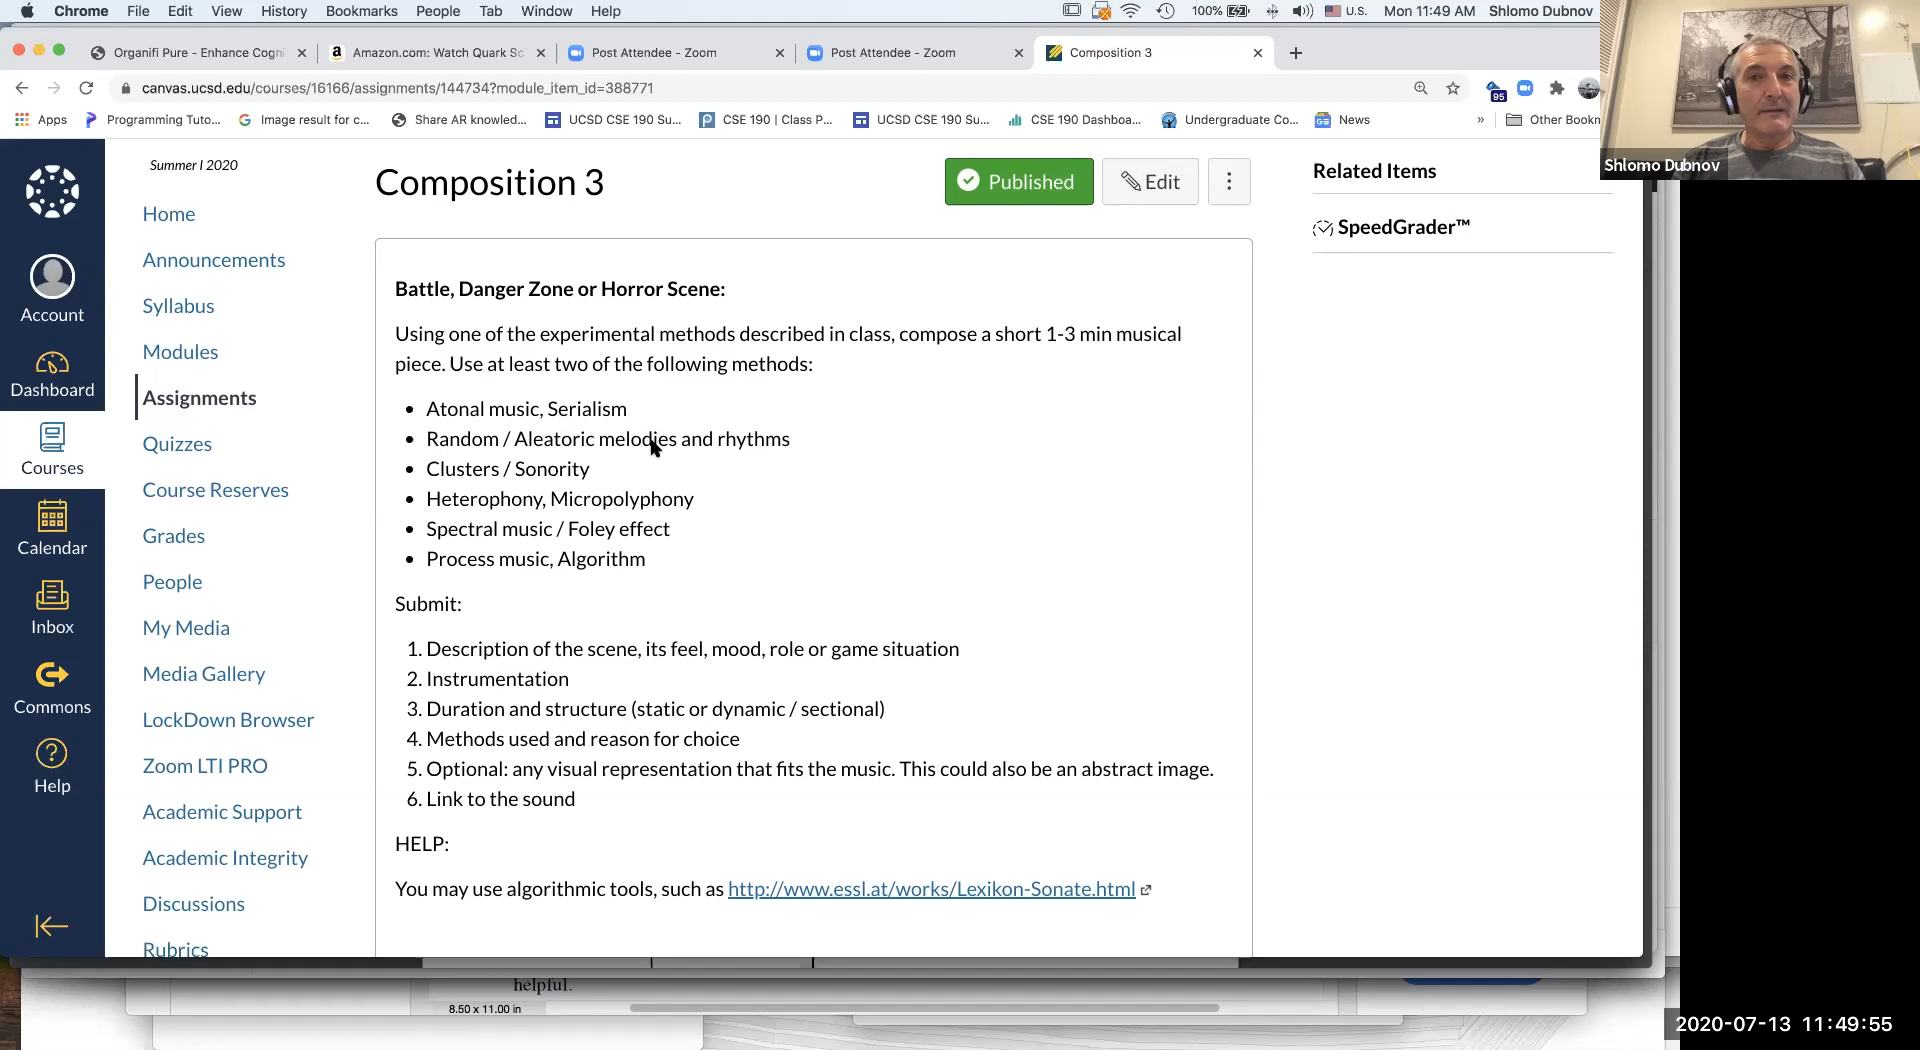 Chrome File Edit View History Bookmarks People Tab Window Help 100% U.S. Mon 11:49 AM Shlomo Dubnov
Organifi Pure - Enhance Cogni
Amazon.com: Watch Quark Sc
Post Attendee - Zoom
Post Attendee - Zoom
Composition 3
canvas.ucsd.edu/courses/16166/assignments/144734?module_item_id=388771
95
Apps Programming Tuto... Image result for c... Share AR knowled... UCSD CSE 190 Su... CSE 190 | Class P... UCSD CSE 190 Su... CSE 190 Dashboa... Undergraduate Co... News » Other Bookn
Shlomo Dubnov
Account
Dashboard
Courses
Calendar
Inbox
Commons
Help
Summer I 2020
Home
Announcements
Syllabus
Modules
Assignments
Quizzes
Course Reserves
Grades
People
My Media
Media Gallery
LockDown Browser
Zoom LTI PRO
Academic Support
Academic Integrity
Discussions
Rubrics
Composition 3
Published
Edit
Battle, Danger Zone or Horror Scene:
Using one of the experimental methods described in class, compose a short 1-3 min musical
piece. Use at least two of the following methods:
• Atonal music, Serialism
• Random / Aleatoric melodies and rhythms
• Clusters / Sonority
• Heterophony, Micropolyphony
• Spectral music / Foley effect
• Process music, Algorithm
Submit:
1. Description of the scene, its feel, mood, role or game situation
2. Instrumentation
3. Duration and structure (static or dynamic / sectional)
4. Methods used and reason for choice
5. Optional: any visual representation that fits the music. This could also be an abstract image.
6. Link to the sound
HELP:
You may use algorithmic tools, such as http://www.essl.at/works/Lexikon-Sonate.html
Related Items
SpeedGrader™
helpful.
8.50 x 11.00 in
2020-07-13 11:49:55